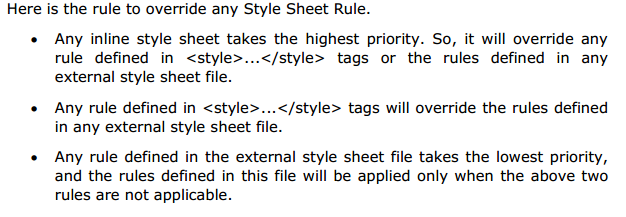 Here is the rule to override any Style Sheet Rule.
• Any inline style sheet takes the highest priority. So, it will override any
rule defined in <style>...</style> tags or the rules defined in any
external style sheet file.
• Any rule defined in <style>...</style> tags will override the rules defined
in any external style sheet file.
• Any rule defined in the external style sheet file takes the lowest priority,
and the rules defined in this file will be applied only when the above two
rules are not applicable.